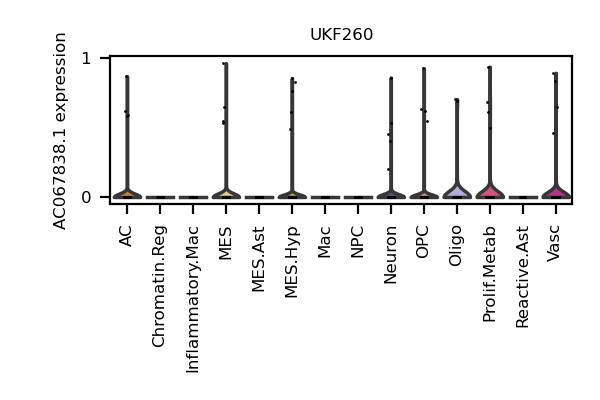 UKF260
AC067838.1 expression
1
0
AC
Chromatin.Reg
Inflammatory.Mac
MES
MES.Ast
MES.Hyp
Mac
NPC
Neuron
OPC
Oligo
Prolif.Metab
Reactive.Ast
Vasc